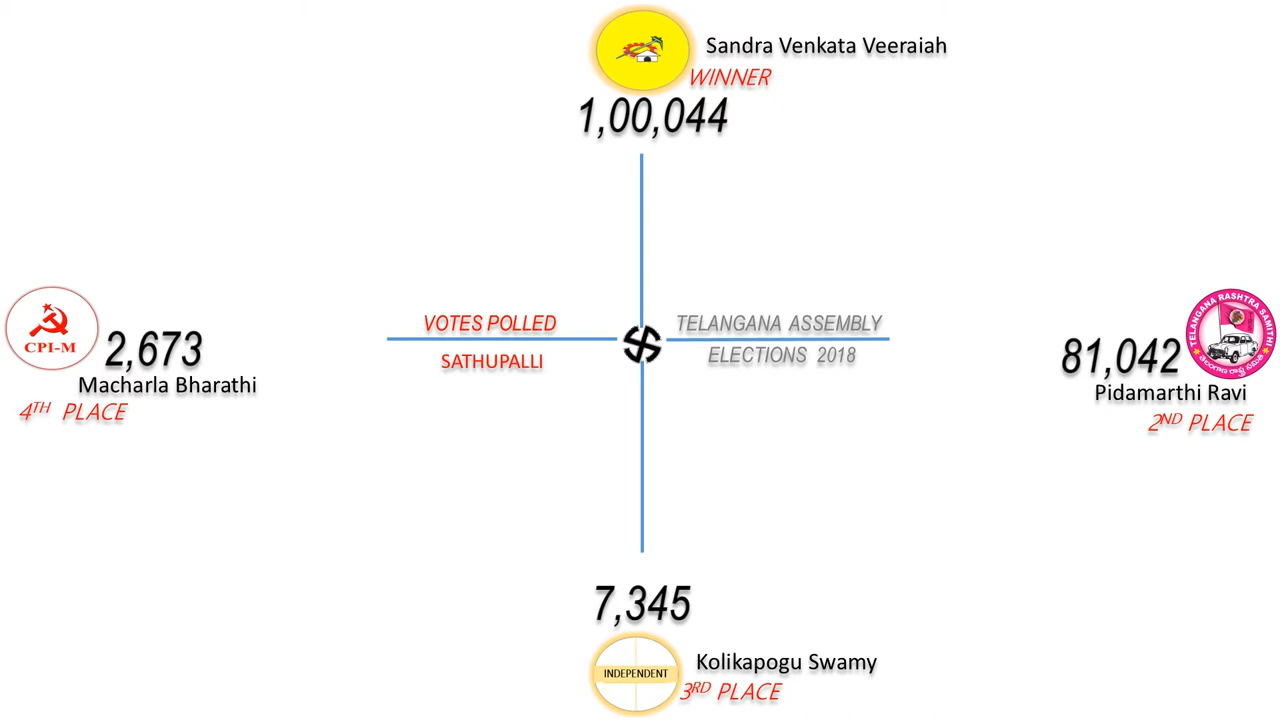 Sandra Venkata Veeraiah
WINNER
1,00,044
VOTES POLLED
SATHUPALLI
TELANGANA ASSEMBLY
ELECTIONS 2018
CPI-M
2,673
Macharla Bharathi
4TH PLACE
TELANGANA RASHTRA SAMITHI
81,042
Pidamarthi Ravi
2ND PLACE
7,345
INDEPENDENT
Kolikapogu Swamy
3RD PLACE